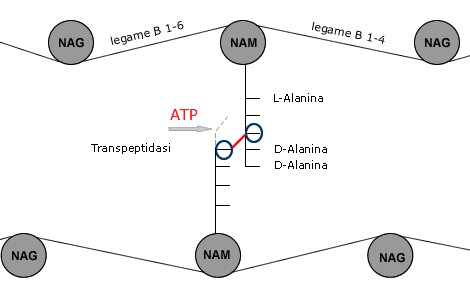 legame B 1-6
legame B 1-4
NAG
NAM
NAG
L-Alanina
ATP
Transpeptidasi
D-Alanina
D-Alanina
NAG
NAM
NAG